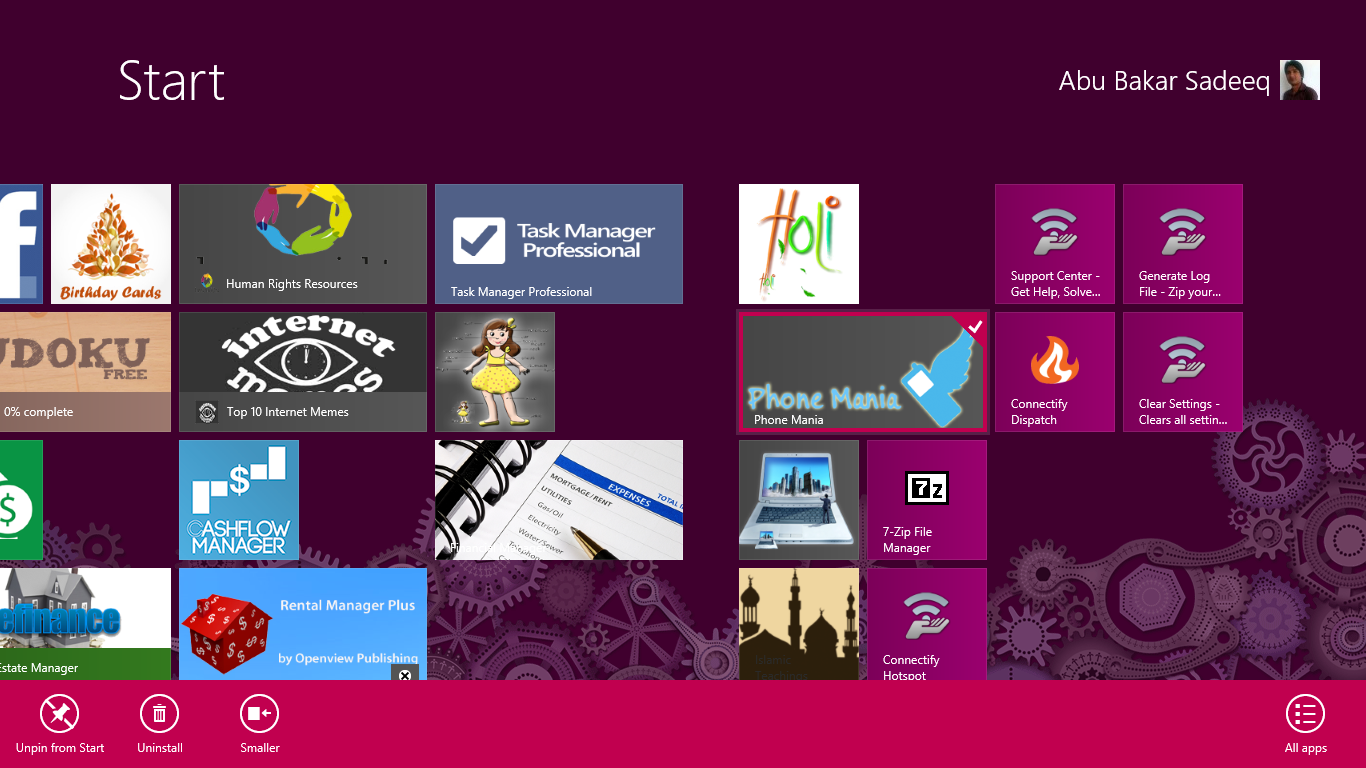 Start
Abu Bakar Sadeeq
f
Birthday Cards
Human Rights Resources
Task Manager
Professional
Task Manager Professional
Holi
Holi
Support Center -
Get Help, Solve...
Generate Log
File - Zip your...
UDOKU
FREE
0% complete
internet
Top 10 Internet Memes
Phone Mania
Phone Mania
Connectify
Dispatch
Clear Settings -
Clears all settin...
$
$
CASHFLOW
MANAGER
EXPENSES
TOTAL
MORTGAGE/RENT
UTILITIES
Gas/Oil
Electricity
Water/Sewer
Telephone
7z
7-Zip File
Manager
efinance
Estate Manager
Rental Manager Plus
by Openview Publishing
Islamic
Connectify
Hotspot
Unpin from Start
Uninstall
Smaller
All apps